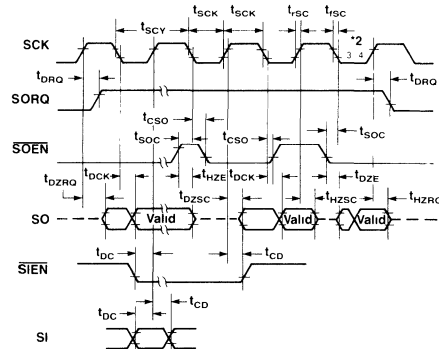 tSCY tSCK tSCK trSC tfSC
SCK *2
3 4
tDRQ tDRQ
SORQ
tCSO
tSOC tCSO tSOC
SOEN
tDZRQ tDCK tHZE tDCK tDZE
tDZSC tHZSC tHZRQ
SO Valid Valid Valid
tDC tCD
SIEN
tDC tCD
SI